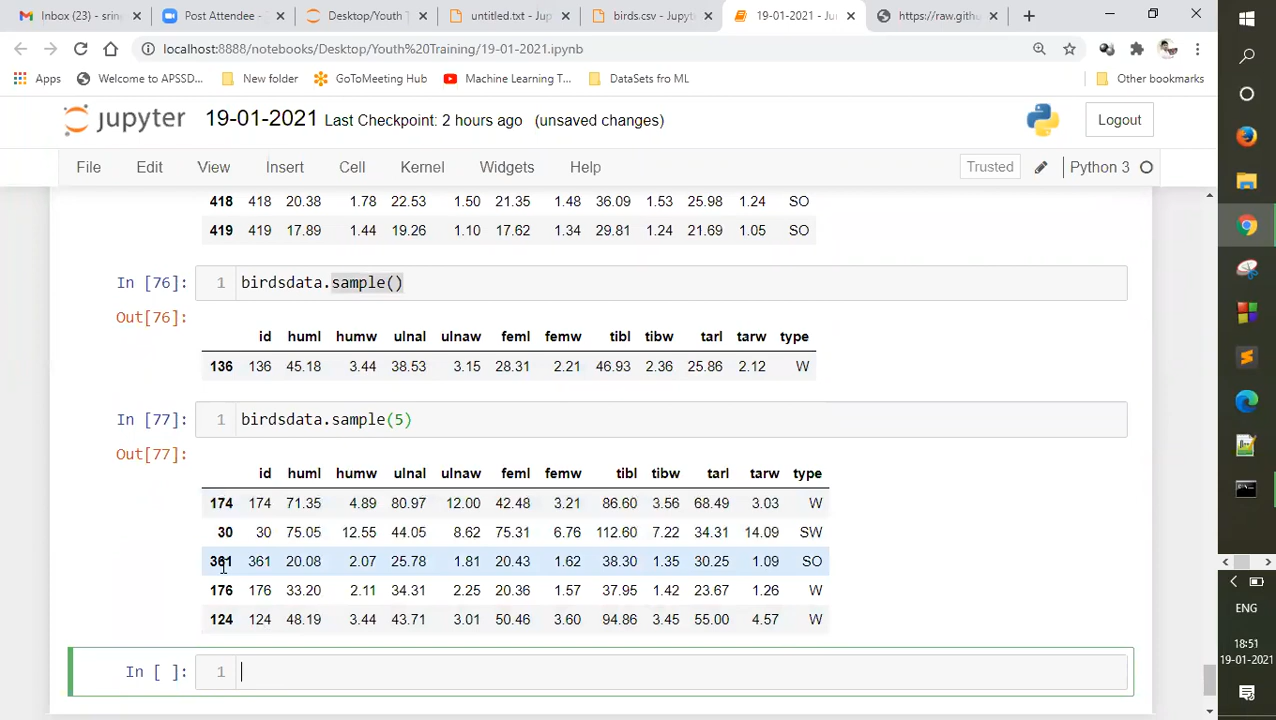 Inbox (23) - srin
Post Attendee -
Desktop/Youth T
untitled.txt - Jup
birds.csv - Jupyte
19-01-2021 - Ju
https://raw.githu
localhost:8888/notebooks/Desktop/Youth%20Training/19-01-2021.ipynb
Apps
Welcome to APSSD...
New folder
GoToMeeting Hub
Machine Learning T...
DataSets fro ML
Other bookmarks
jupyter 19-01-2021 Last Checkpoint: 2 hours ago (unsaved changes)
Logout
File Edit View Insert Cell Kernel Widgets Help
Trusted
Python 3
418 418 20.38 1.78 22.53 1.50 21.35 1.48 36.09 1.53 25.98 1.24 SO
419 419 17.89 1.44 19.26 1.10 17.62 1.34 29.81 1.24 21.69 1.05 SO
In [76]: 1 birdsdata.sample()
Out[76]:
id huml humw ulnal ulnaw feml femw tibl tibw tarl tarw type
136 136 45.18 3.44 38.53 3.15 28.31 2.21 46.93 2.36 25.86 2.12 W
In [77]: 1 birdsdata.sample(5)
Out[77]:
id huml humw ulnal ulnaw feml femw tibl tibw tarl tarw type
174 174 71.35 4.89 80.97 12.00 42.48 3.21 86.60 3.56 68.49 3.03 W
30 30 75.05 12.55 44.05 8.62 75.31 6.76 112.60 7.22 34.31 14.09 SW
361 361 20.08 2.07 25.78 1.81 20.43 1.62 38.30 1.35 30.25 1.09 SO
176 176 33.20 2.11 34.31 2.25 20.36 1.57 37.95 1.42 23.67 1.26 W
124 124 48.19 3.44 43.71 3.01 50.46 3.60 94.86 3.45 55.00 4.57 W
In [ ]: 1
ENG
18:51
19-01-2021